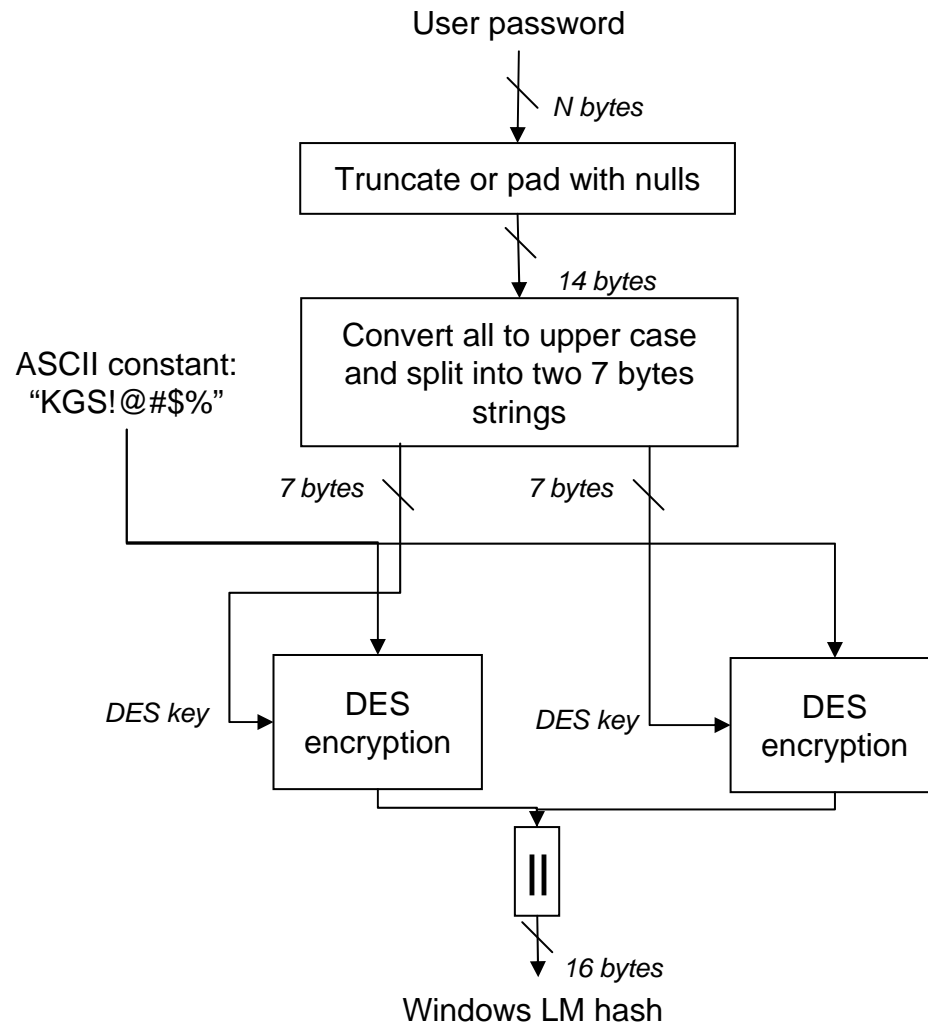 User password
N bytes
Truncate or pad with nulls
14 bytes
Convert all to upper case
and split into two 7 bytes
strings
ASCII constant:
“KGS!@#$%”
7 bytes
7 bytes
DES key
DES
encryption
DES key
DES
encryption
||
16 bytes
Windows LM hash